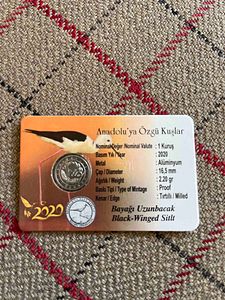 Anadolu'ya Özgü Kuşlar
Nominal Değer Nominal Valute : 1 Kuruş
Basım Yılı / Year : 2020
Metal : Alüminyum
Çap / Diameter : 16,5 mm
Ağırlık / Weight : 2,20 gr
Baskı Tipi / Type of Mintage : Proof
Kenar / Edge : Tırtıllı / Milled
2020
Bayağı Uzunbacak
Black-Winged Stilt